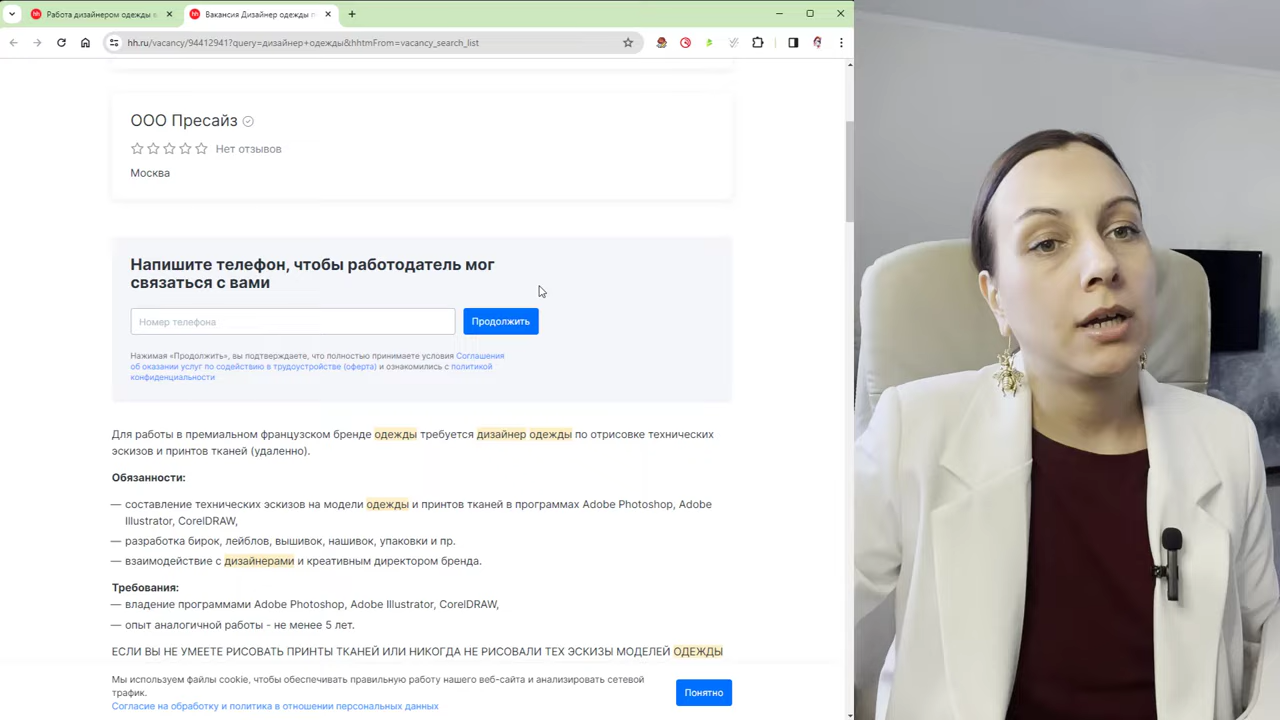 Работа дизайнером одежды в
Вакансия Дизайнер одежды п
hh.ru/vacancy/94412941?query=дизайнер+одежды&hhtmFrom=vacancy_search_list
ООО Пресайз
Нет отзывов
Москва
Напишите телефон, чтобы работодатель мог
связаться с вами
Номер телефона
Продолжить
Нажимая «Продолжить», вы подтверждаете, что полностью принимаете условия Соглашения
об оказании услуг по содействию в трудоустройстве (оферта) и ознакомились с политикой
конфиденциальности
Для работы в премиальном французском бренде одежды требуется дизайнер одежды по отрисовке технических
эскизов и принтов тканей (удаленно).
Обязанности:
— составление технических эскизов на модели одежды и принтов тканей в программах Adobe Photoshop, Adobe
Illustrator, CorelDRAW,
— разработка бирок, лейблов, вышивок, нашивок, упаковки и пр.
— взаимодействие с дизайнерами и креативным директором бренда.
Требования:
— владение программами Adobe Photoshop, Adobe Illustrator, CorelDRAW,
— опыт аналогичной работы - не менее 5 лет.
ЕСЛИ ВЫ НЕ УМЕЕТЕ РИСОВАТЬ ПРИНТЫ ТКАНЕЙ ИЛИ НИКОГДА НЕ РИСОВАЛИ ТЕХ ЭСКИЗЫ МОДЕЛЕЙ ОДЕЖДЫ
Мы используем файлы cookie, чтобы обеспечивать правильную работу нашего веб-сайта и анализировать сетевой
трафик.
Согласие на обработку и политика в отношении персональных данных
Понятно